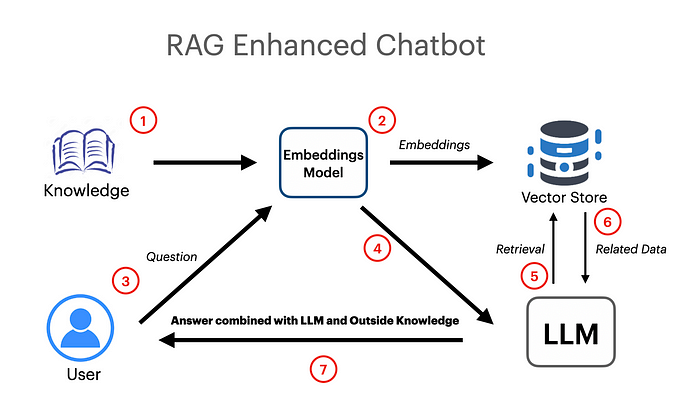 RAG Enhanced Chatbot
1
2
Knowledge
Embeddings
Model
Embeddings
Vector Store
3
Question
4
Retrieval
5
6
Related Data
Answer combined with LLM and Outside Knowledge
7
User
LLM